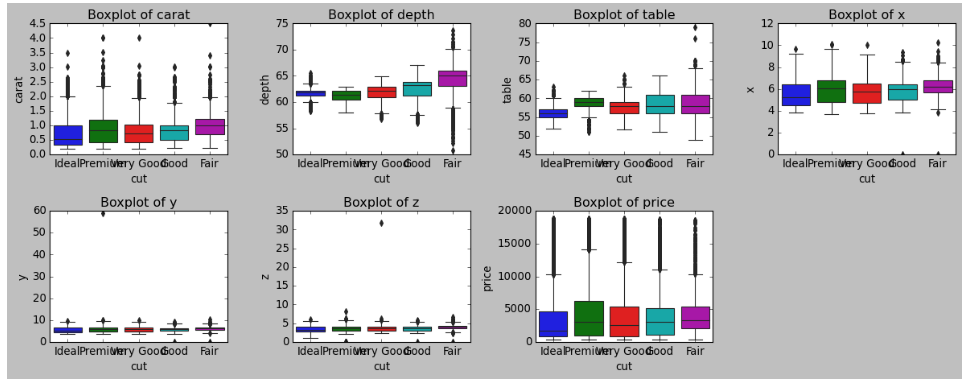 Boxplot of carat
4.5
4.0
3.5
3.0
2.5
2.0
1.5
1.0
0.5
0.0
carat
Ideal Premium Very Good Good Fair
cut
Boxplot of depth
75
70
65
60
55
50
depth
Ideal Premium Very Good Good Fair
cut
Boxplot of table
80
75
70
65
60
55
50
45
table
Ideal Premium Very Good Good Fair
cut
Boxplot of x
12
10
8
6
4
2
0
x
Ideal Premium Very Good Good Fair
cut
Boxplot of y
60
50
40
30
20
10
0
y
Ideal Premium Very Good Good Fair
cut
Boxplot of z
35
30
25
20
15
10
5
0
z
Ideal Premium Very Good Good Fair
cut
Boxplot of price
20000
15000
10000
5000
0
price
Ideal Premium Very Good Good Fair
cut